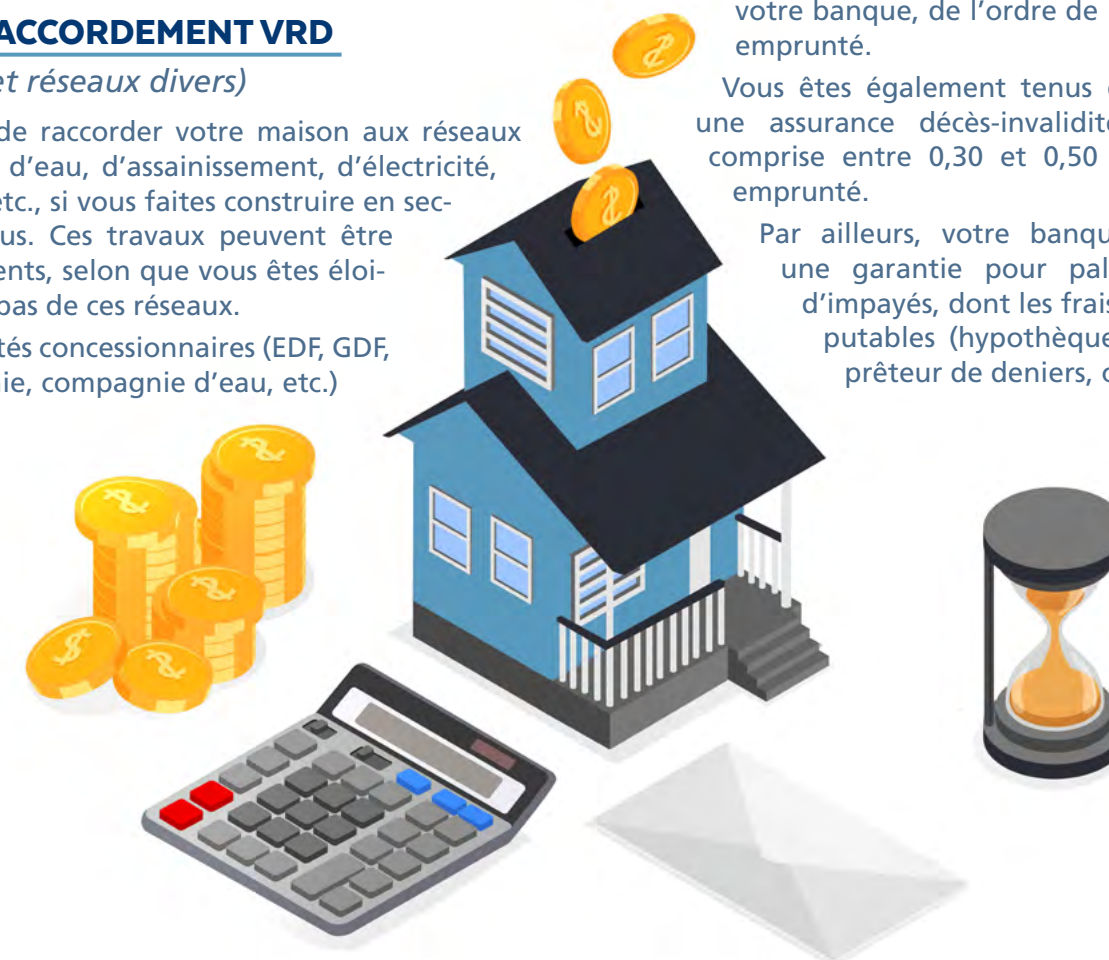 ACCORDEMENT VRD
et réseaux divers)
de raccorder votre maison aux réseaux
d'eau, d'assainissement, d'électricité,
etc., si vous faites construire en sec-
us. Ces travaux peuvent être
ents, selon que vous êtes éloi-
pas de ces réseaux.
tés concessionnaires (EDF, GDF,
ie, compagnie d'eau, etc.)
votre banque, de l'ordre de
emprunté.
Vous êtes également tenus
une assurance décès-invalidité
comprise entre 0,30 et 0,50
emprunté.
Par ailleurs, votre banqu
une garantie pour pal
d'impayés, dont les frais
putables (hypothèque
prêteur de deniers,